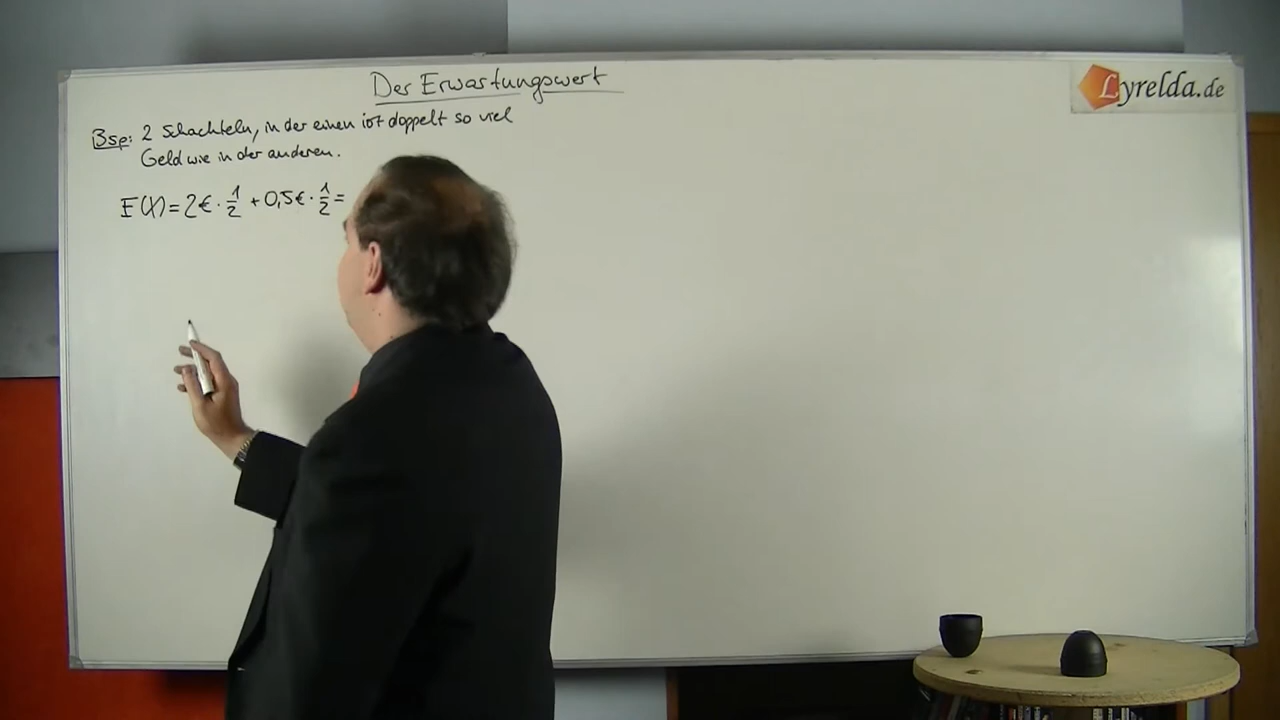 Der Erwartungswert
Lyrelda.de
Bsp: 2 Schachteln, in der einen ist doppelt so viel
Geld wie in der anderen.
E(X) = 2€ · 1/2 + 0,5€ · 1/2 =